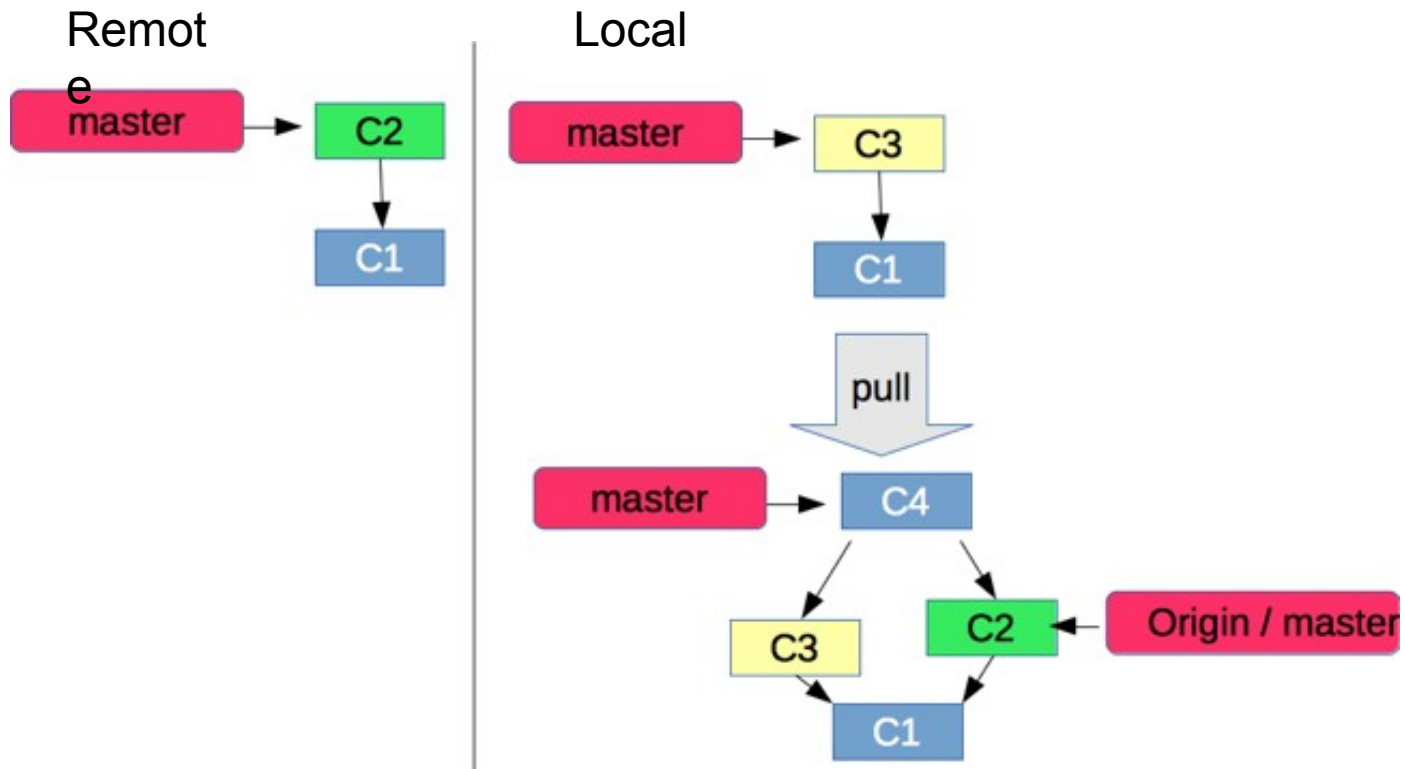 Remot
e
master
C2
C1
Local
master
C3
C1
pull
master
C4
C3
C2
Origin / master
C1